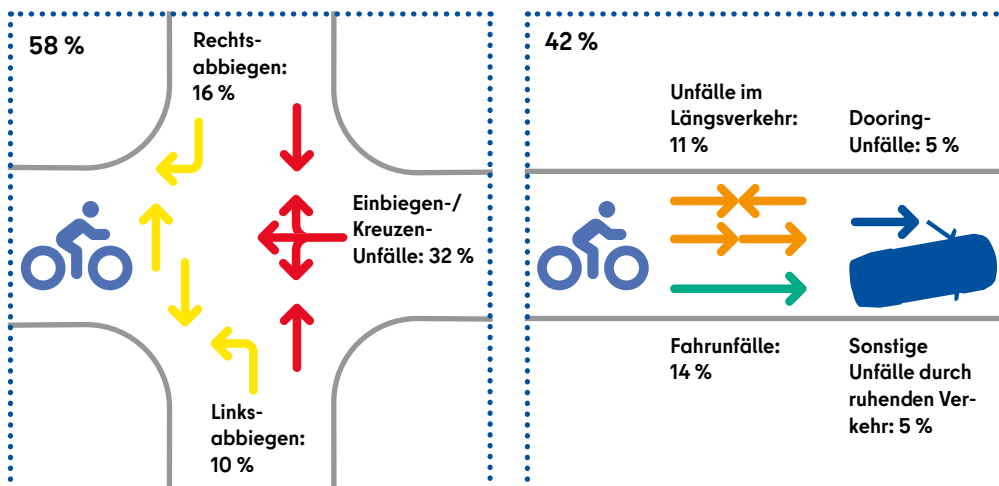 58 %
Rechts-
abbiegen:
16 %
Einbiegen-/
Kreuzen-
Unfälle: 32 %
Links-
abbiegen:
10 %
42 %
Unfälle im
Längsverkehr:
11 %
Dooring-
Unfälle: 5 %
Fahrunfälle:
14 %
Sonstige
Unfälle durch
ruhenden Ver-
kehr: 5 %